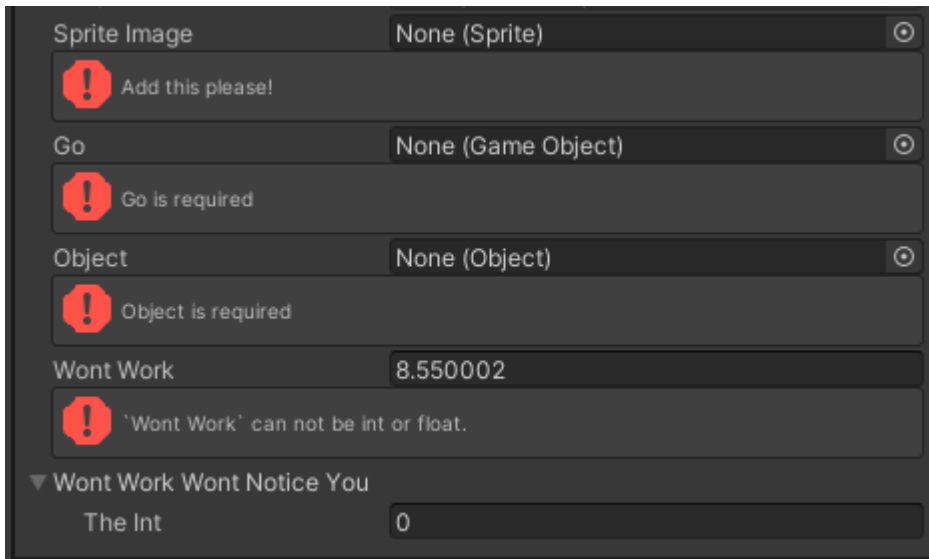 Sprite Image None (Sprite)
Add this please!
Go None (Game Object)
Go is required
Object None (Object)
Object is required
Wont Work 8.550002
`Wont Work` can not be int or float.
Wont Work Wont Notice You
The Int 0